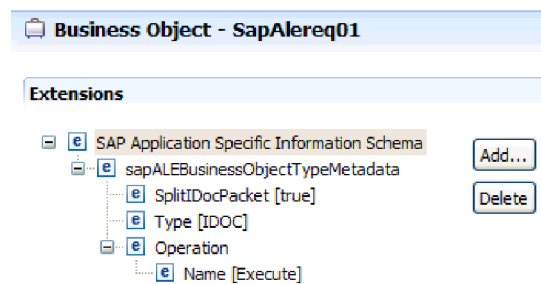 Business Object - SapAlereq01
Extensions
SAP Application Specific Information Schema
sapALEBusinessObjectTypeMetadata
SplitIDocPacket [true]
Type [IDOC]
Operation
Name [Execute]
Add...
Delete